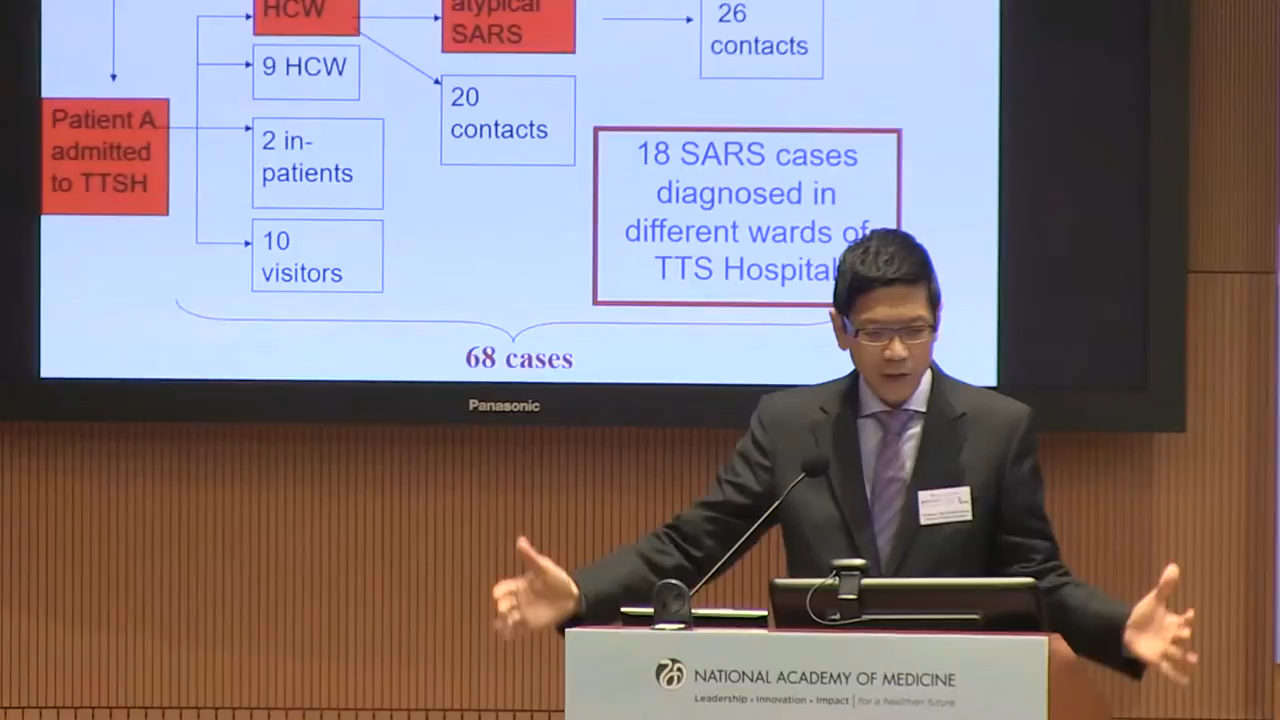 HCW
atypical
SARS
26
contacts
9 HCW
20
contacts
Patient A
admitted
to TTSH
2 in-
patients
10
visitors
18 SARS cases
diagnosed in
different wards of
TTS Hospital
68 cases
Panasonic
NATIONAL ACADEMY OF MEDICINE
Leadership • Innovation • Impact | for a healthier future